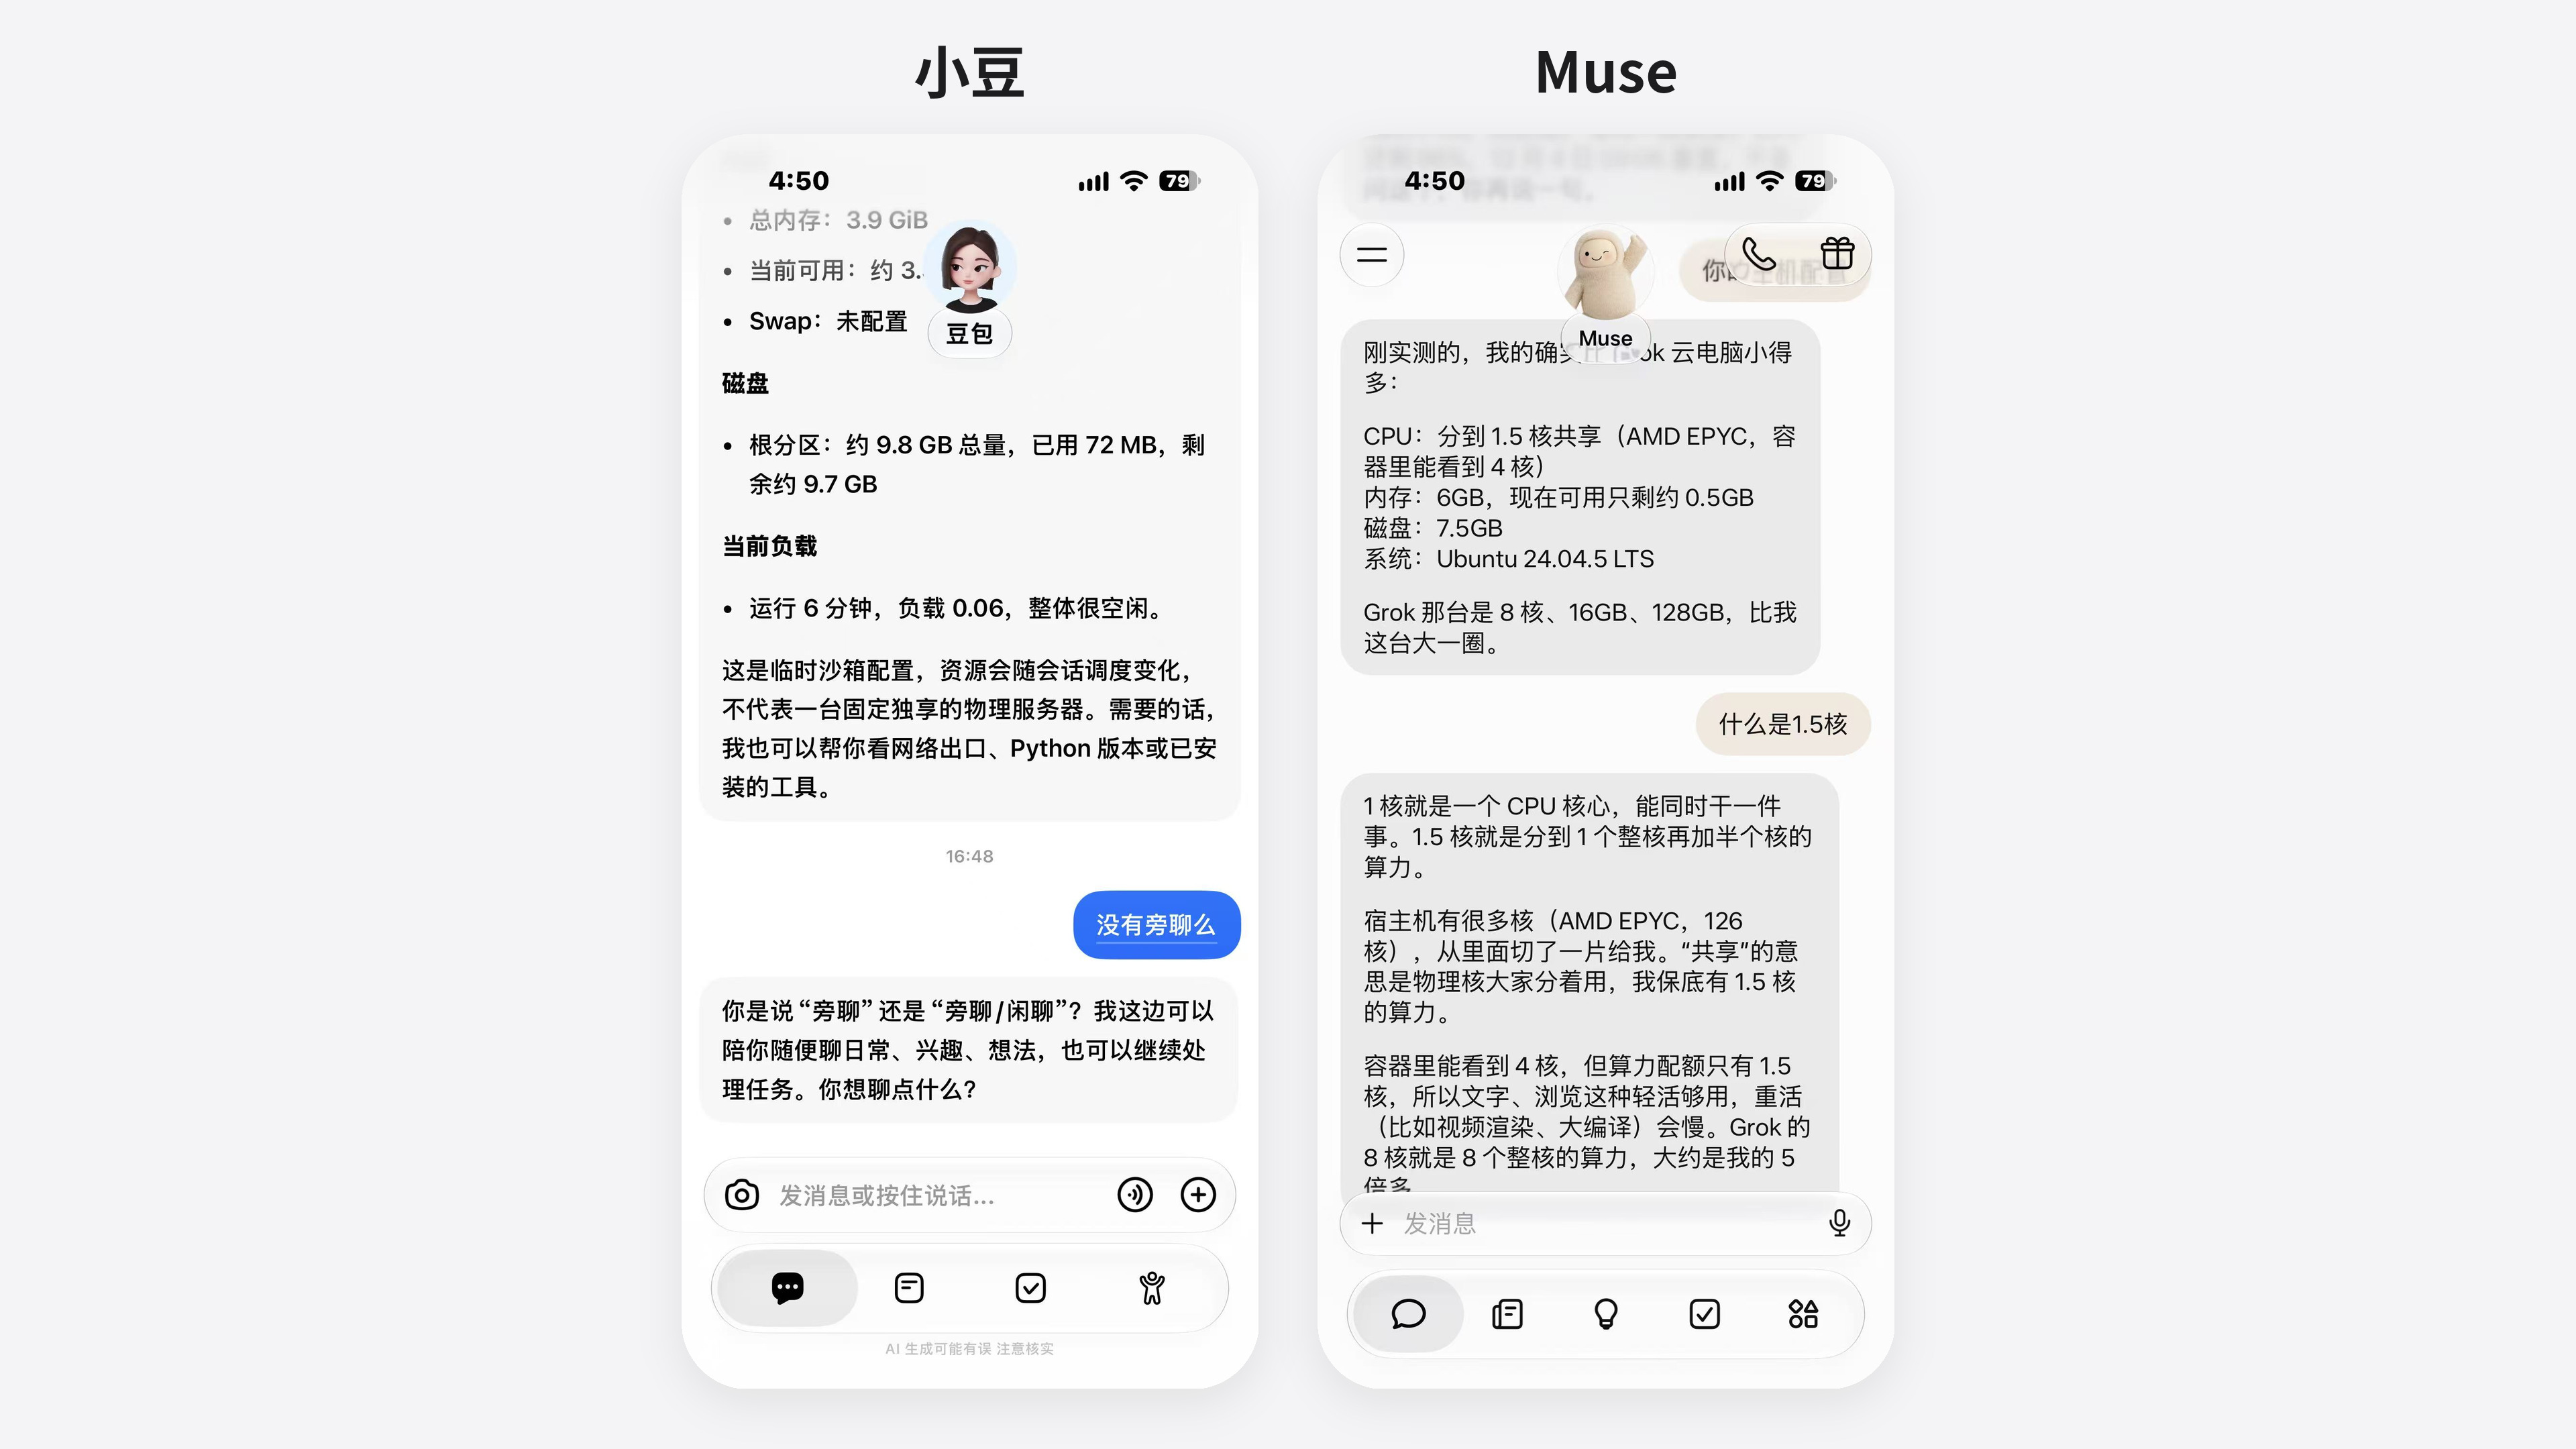 小豆
4:50
79
总内存：3.9 GiB
当前可用：约 3.
豆包
Swap：未配置
磁盘
根分区：约 9.8 GB 总量，已用 72 MB，剩
余约 9.7 GB
当前负载
运行 6 分钟，负载 0.06，整体很空闲。
这是临时沙箱配置，资源会随会话调度变化，
不代表一台固定独享的物理服务器。需要的话，
我也可以帮你看网络出口、Python 版本或已安
装的工具。
16:48
没有旁聊么
你是说 “旁聊” 还是 “旁聊/闲聊”？我这边可以
陪你随便聊日常、兴趣、想法，也可以继续处
理任务。你想聊点什么？
发消息或按住说话...
AI 生成可能有误 注意核实
Muse
4:50
79
你的主机配置
Muse
刚实测的，我的确实比 Grok 云电脑小得
多：
CPU：分到 1.5 核共享（AMD EPYC，容
器里能看到 4 核）
内存：6GB，现在可用只剩约 0.5GB
磁盘：7.5GB
系统：Ubuntu 24.04.5 LTS
Grok 那台是 8 核、16GB、128GB，比我
这台大一圈。
什么是1.5核
1 核就是一个 CPU 核心，能同时干一件
事。1.5 核就是分到 1 个整核再加半个核的
算力。
宿主机有很多核（AMD EPYC，126
核），从里面切了一片给我。“共享”的意
思是物理核大家分着用，我保底有 1.5 核
的算力。
容器里能看到 4 核，但算力配额只有 1.5
核，所以文字、浏览这种轻活够用，重活
（比如视频渲染、大编译）会慢。Grok 的
8 核就是 8 个整核的算力，大约是我的 5
倍多
发消息